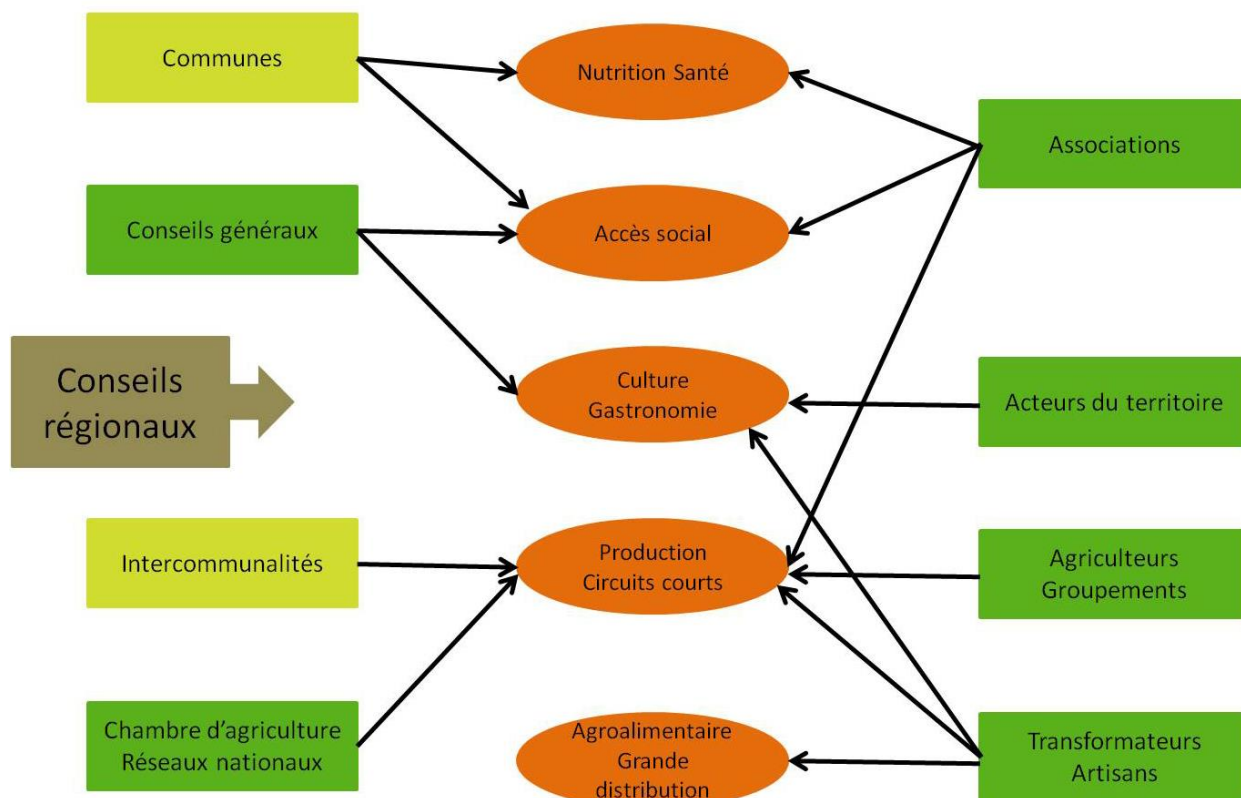 Communes
Nutrition Santé
Associations
Conseils généraux
Accès social
Conseils
régionaux
Culture
Gastronomie
Acteurs du territoire
Intercommunalités
Production
Circuits courts
Agriculteurs
Groupements
Chambre d’agriculture
Réseaux nationaux
Agroalimentaire
Grande
distribution
Transformateurs
Artisans